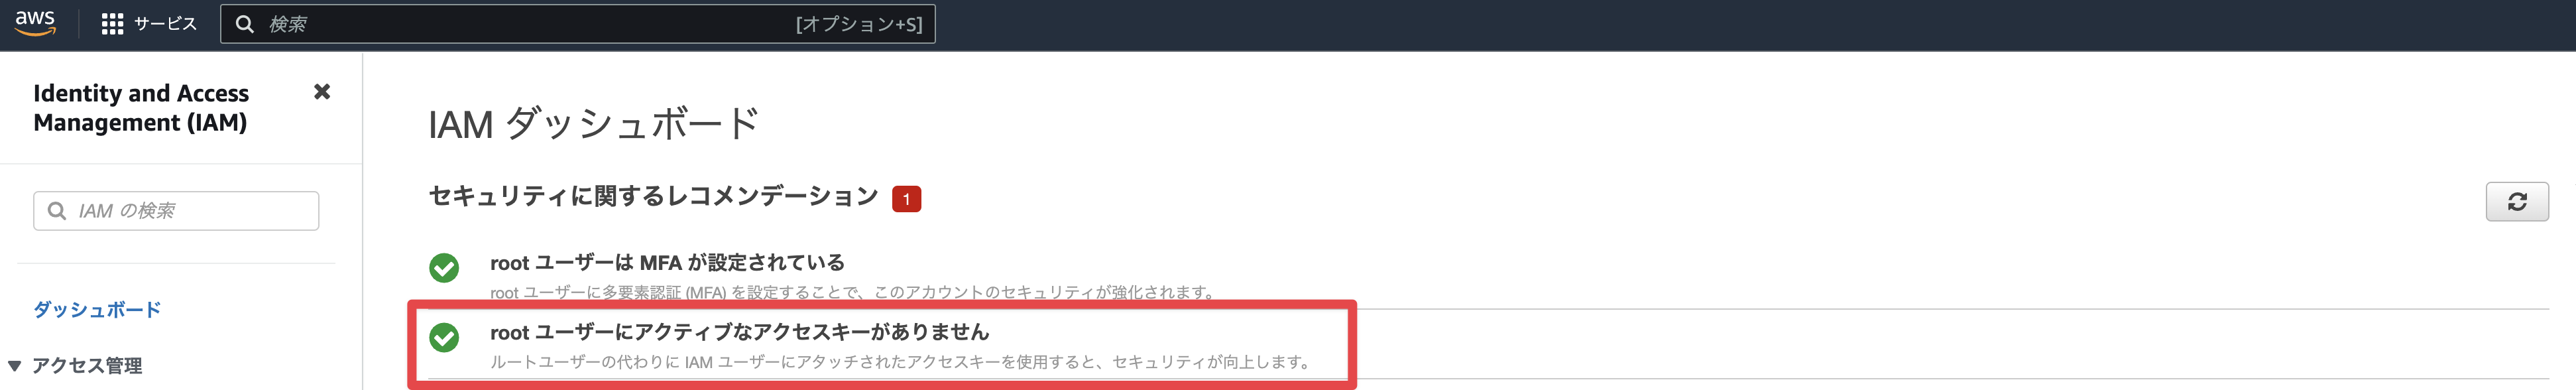 aws
サービス
検索
[オプション+S]
Identity and Access
Management (IAM)
IAM の検索
ダッシュボード
アクセス管理
IAM ダッシュボード
セキュリティに関するレコメンデーション 1
root ユーザーは MFA が設定されている
root ユーザーに多要素認証 (MFA) を設定することで、このアカウントのセキュリティが強化されます。
root ユーザーにアクティブなアクセスキーがありません
ルートユーザーの代わりに IAM ユーザーにアタッチされたアクセスキーを使用すると、セキュリティが向上します。